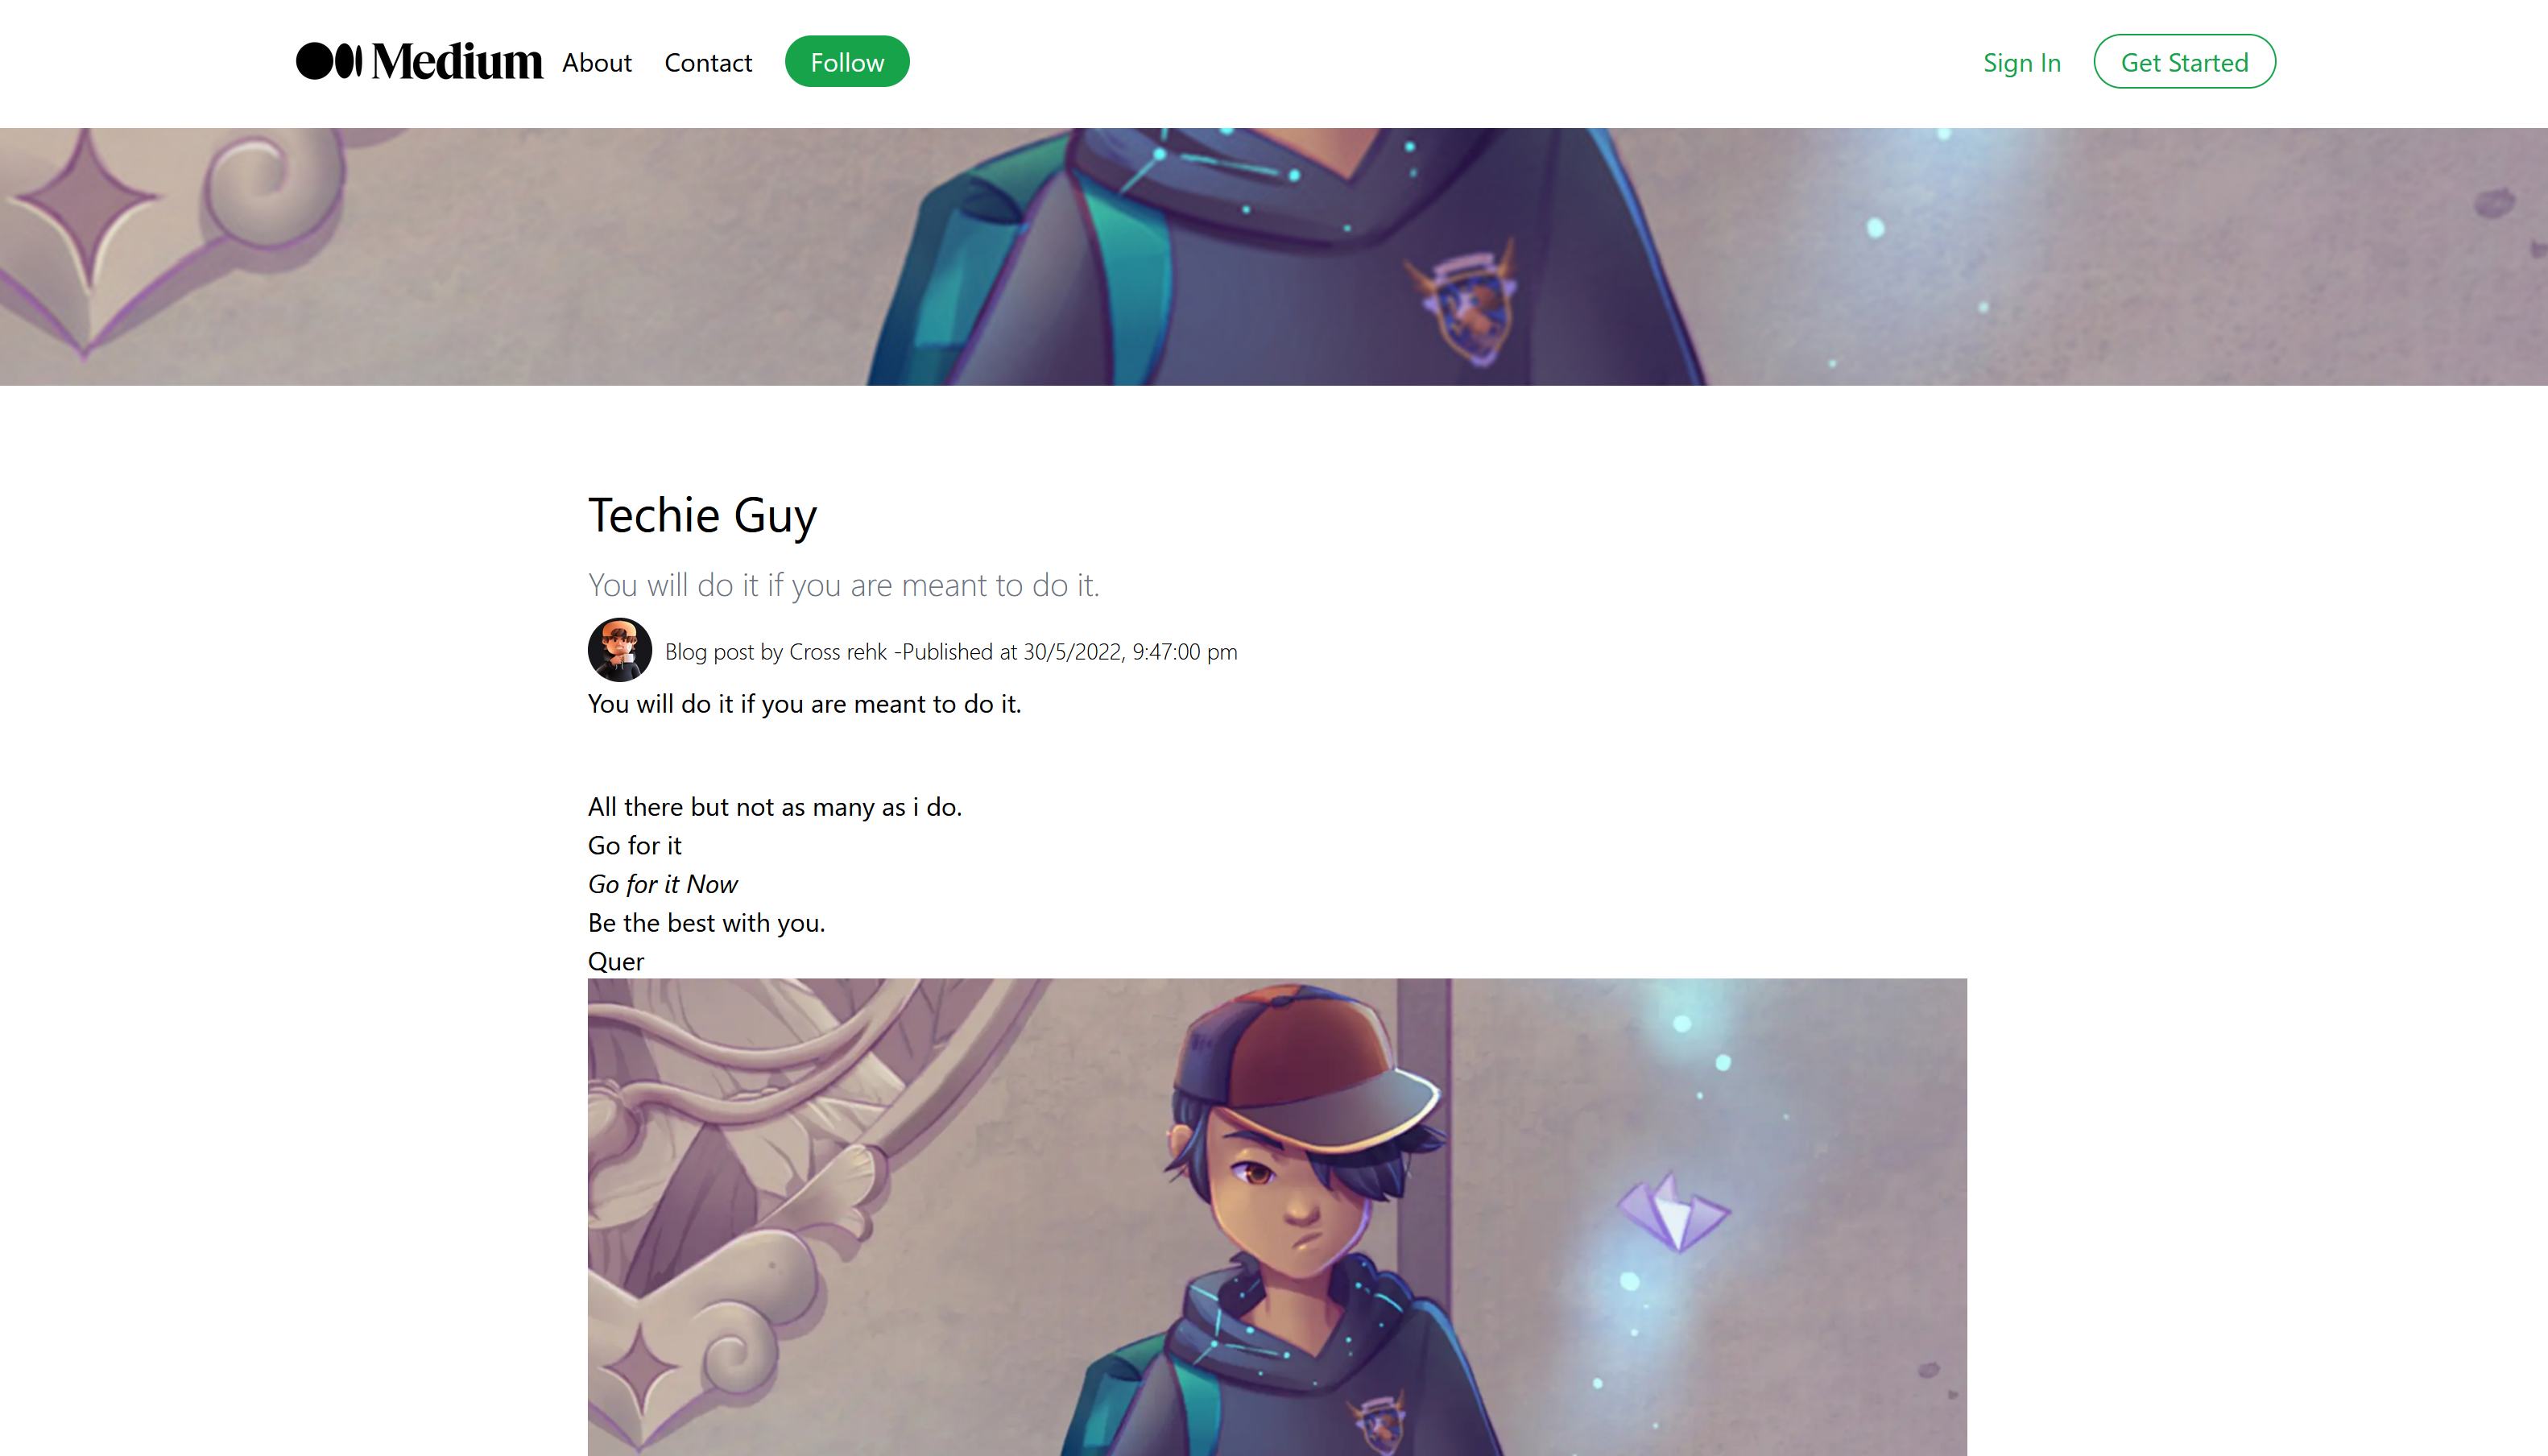 Medium About Contact Follow Sign In Get Started
Techie Guy
You will do it if you are meant to do it.
Blog post by Cross rehk -Published at 30/5/2022, 9:47:00 pm
You will do it if you are meant to do it.
All there but not as many as i do.
Go for it
Go for it Now
Be the best with you.
Quer